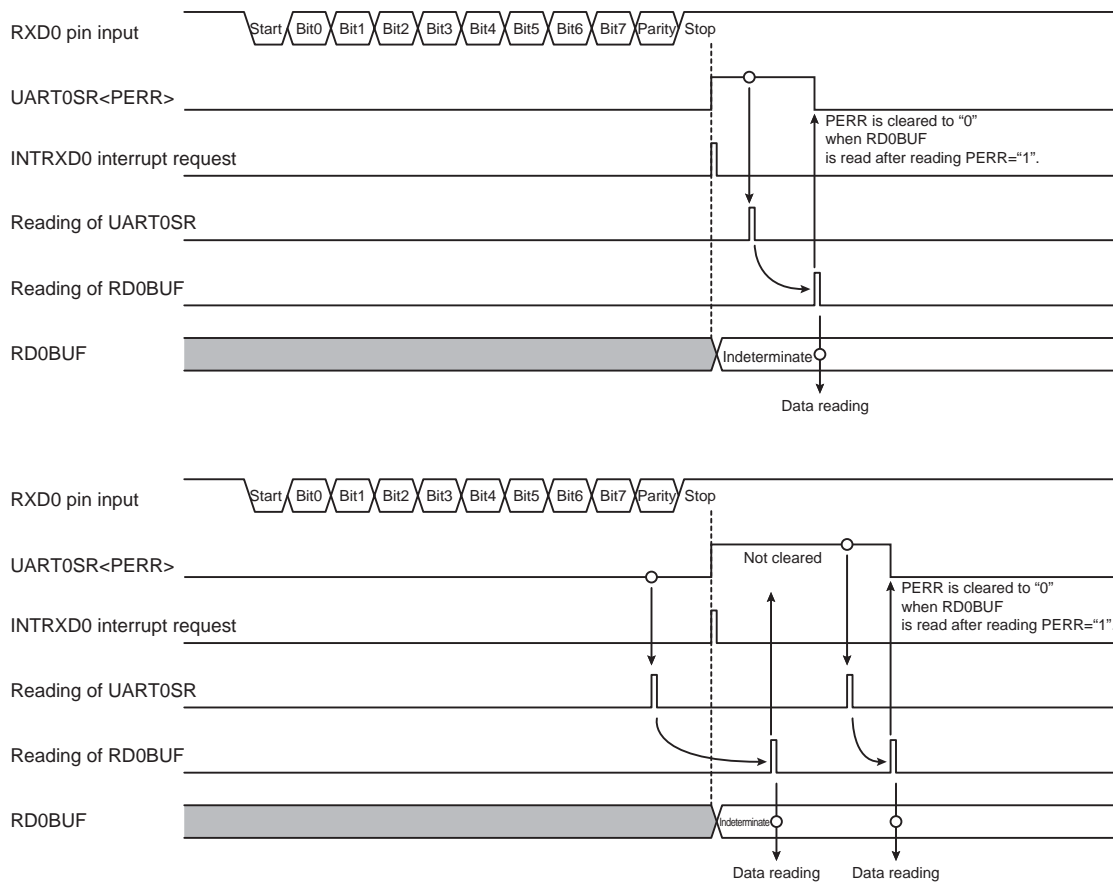 RXD0 pin input
Start Bit0 Bit1 Bit2 Bit3 Bit4 Bit5 Bit6 Bit7 Parity Stop
UART0SR<PERR>
PERR is cleared to “0”
when RD0BUF
is read after reading PERR=“1”.
INTRXD0 interrupt request
Reading of UART0SR
Reading of RD0BUF
RD0BUF
Indeterminate
Data reading
RXD0 pin input
Start Bit0 Bit1 Bit2 Bit3 Bit4 Bit5 Bit6 Bit7 Parity Stop
UART0SR<PERR>
Not cleared
PERR is cleared to “0”
when RD0BUF
is read after reading PERR=“1”.
INTRXD0 interrupt request
Reading of UART0SR
Reading of RD0BUF
RD0BUF
Indeterminate
Data reading Data reading